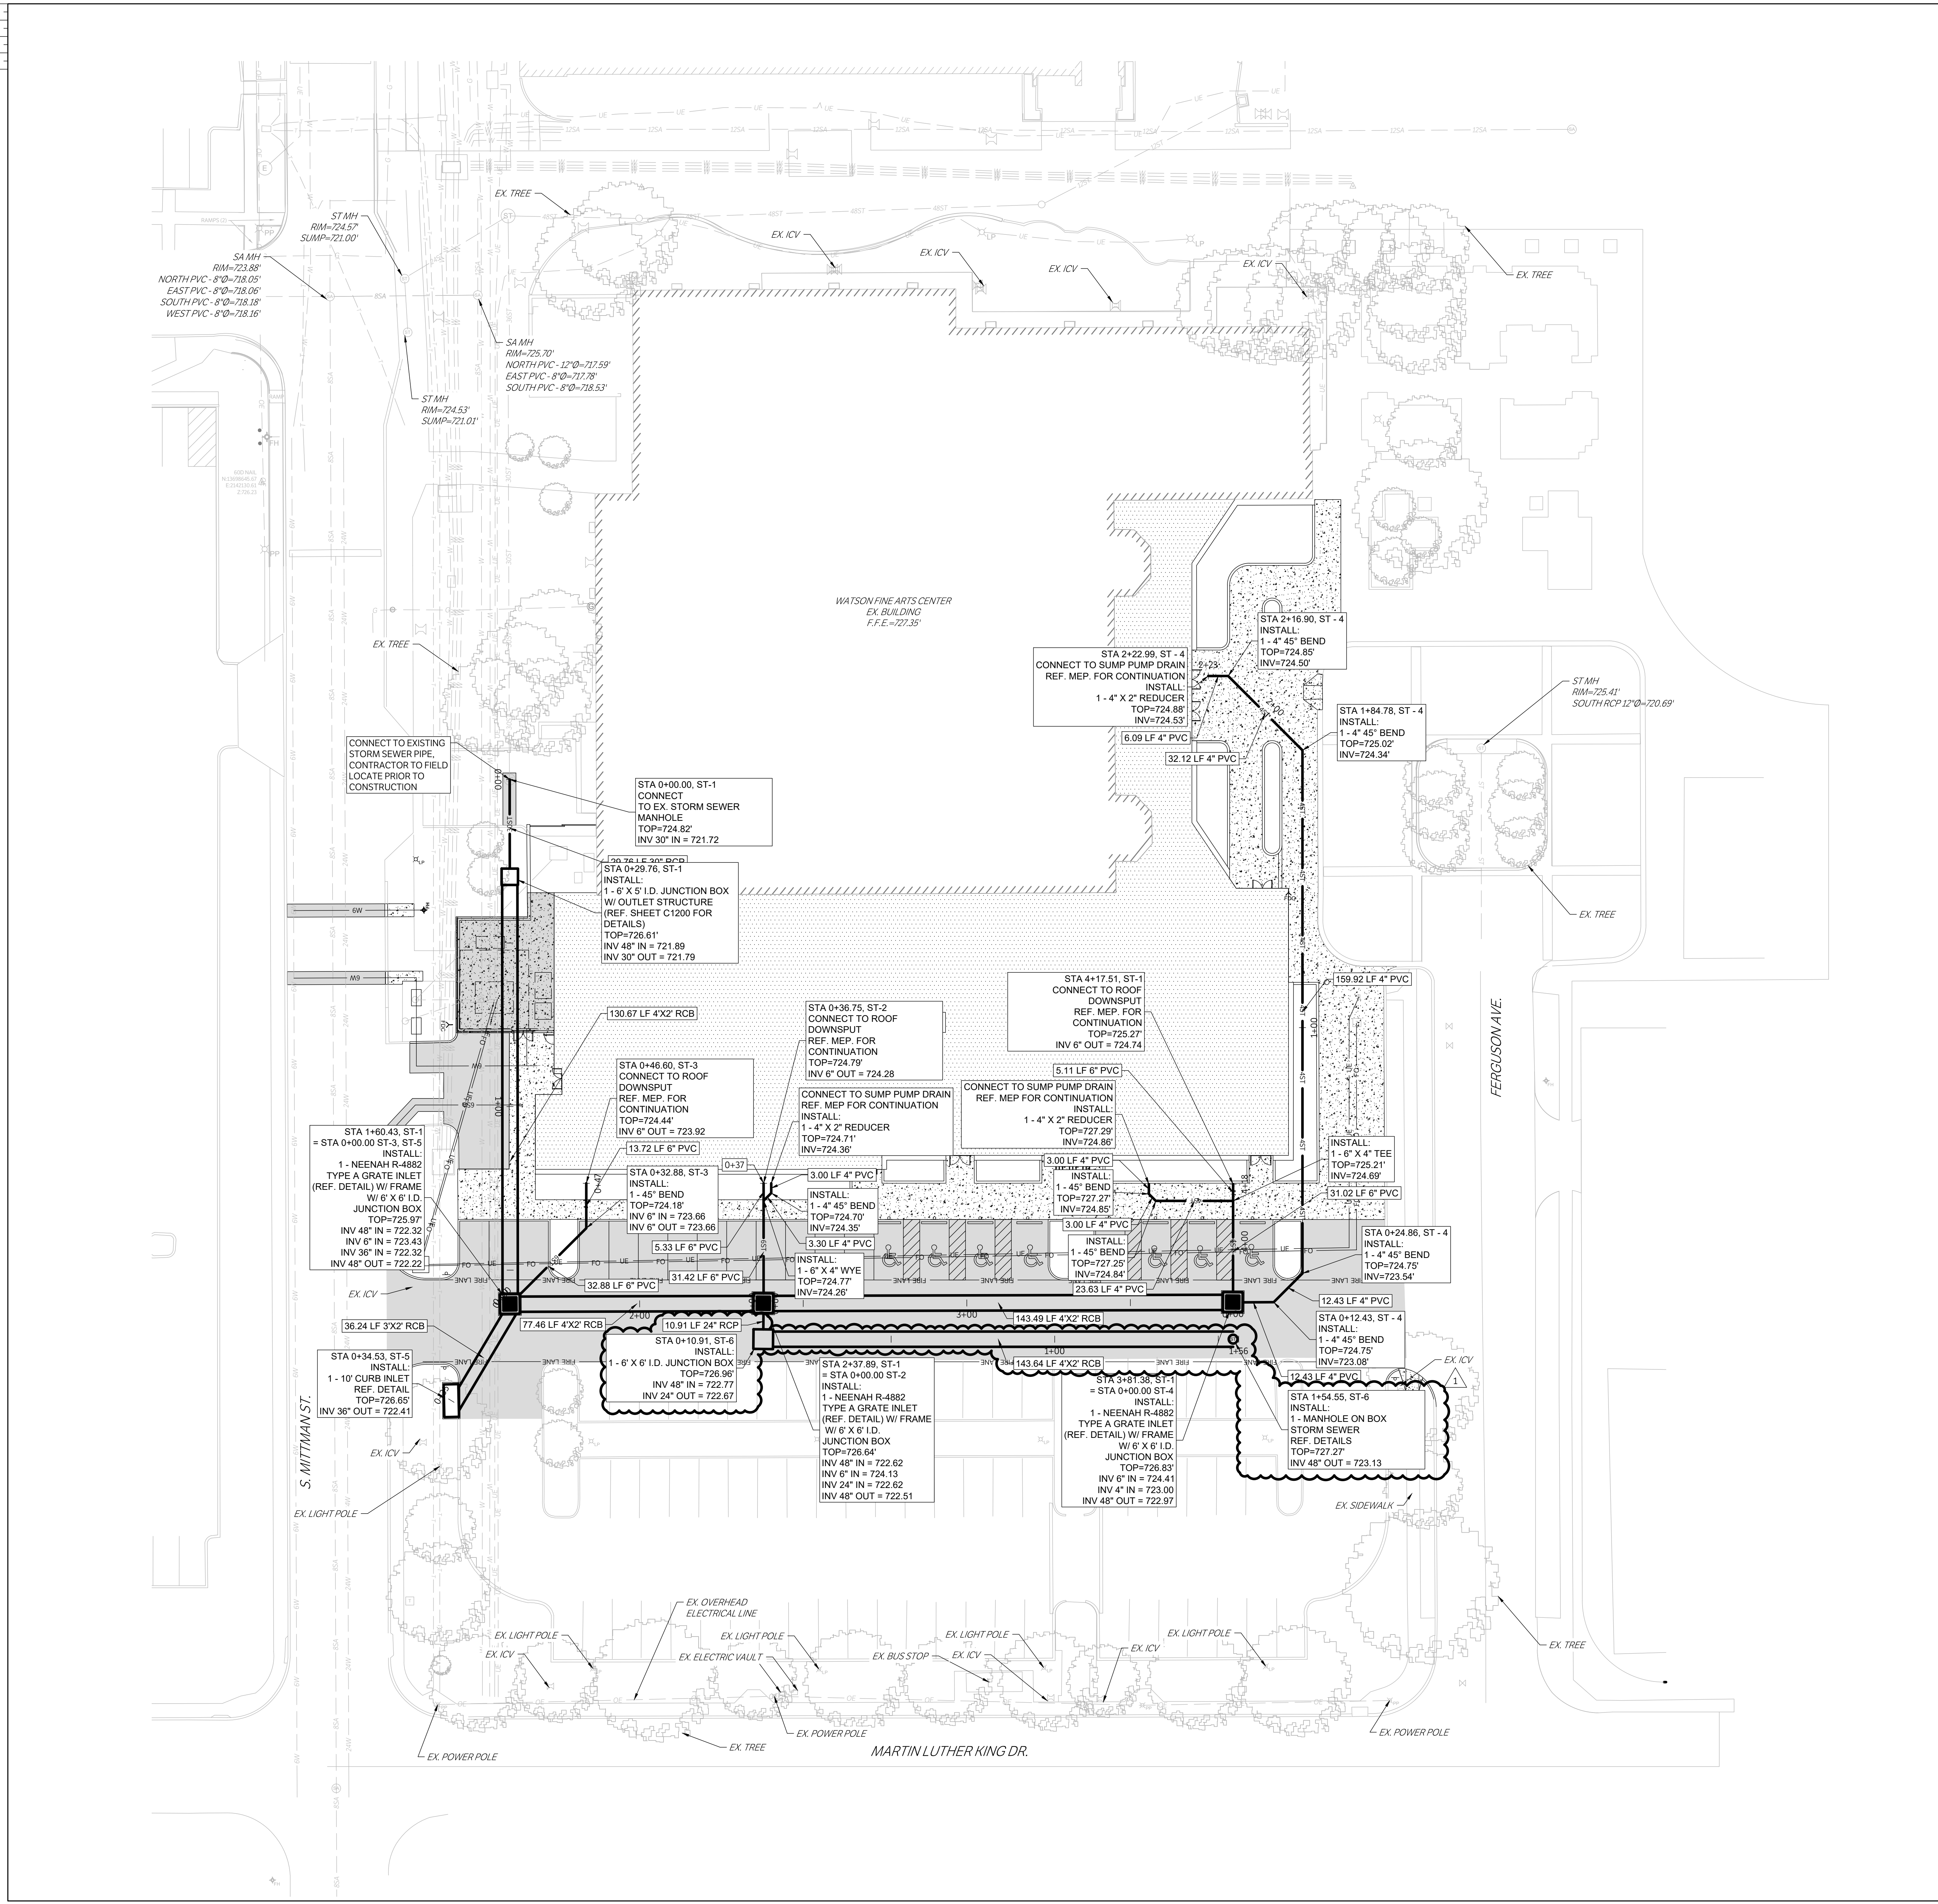 EX. TREE
ST MH
RIM=724.57'
SUMP=721.00'
SA MH
RIM=723.88'
NORTH PVC - 8"Ø=718.05'
EAST PVC - 8"Ø=718.06'
SOUTH PVC - 8"Ø=718.18'
WEST PVC - 8"Ø=718.16'
EX. ICV
EX. ICV
EX. ICV
EX. ICV
EX. TREE
SA MH
RIM=725.70'
NORTH PVC - 12"Ø=717.59'
EAST PVC - 8"Ø=717.78'
SOUTH PVC - 8"Ø=718.53'
ST MH
RIM=724.53'
SUMP=721.01'
WATSON FINE ARTS CENTER
EX. BUILDING
F.F.E.=727.35'
EX. TREE
STA 2+16.90, ST - 4
INSTALL:
1 - 4" 45° BEND
TOP=724.85'
INV=724.50'
STA 2+22.99, ST - 4
CONNECT TO SUMP PUMP DRAIN
REF. MEP. FOR CONTINUATION
INSTALL:
1 - 4" X 2" REDUCER
TOP=724.88'
INV=724.53'
2+23
2+00
ST MH
RIM=725.41'
SOUTH RCP 12"Ø=720.69'
STA 1+84.78, ST - 4
INSTALL:
1 - 4" 45° BEND
TOP=725.02'
INV=724.34'
6.09 LF 4" PVC
32.12 LF 4" PVC
CONNECT TO EXISTING
STORM SEWER PIPE,
CONTRACTOR TO FIELD
LOCATE PRIOR TO
CONSTRUCTION
0+00
STA 0+00.00, ST-1
CONNECT
TO EX. STORM SEWER
MANHOLE
TOP=724.82'
INV 30" IN = 721.72
29.76 LF 30" RCP
STA 0+29.76, ST-1
INSTALL:
1 - 6' X 5' I.D. JUNCTION BOX
W/ OUTLET STRUCTURE
(REF. SHEET C1200 FOR
DETAILS)
TOP=726.61'
INV 48" IN = 721.89
INV 30" OUT = 721.79
EX. TREE
6W
6W
159.92 LF 4" PVC
FERGUSON AVE.
130.67 LF 4'X2' RCB
STA 0+36.75, ST-2
CONNECT TO ROOF
DOWNSPUT
REF. MEP. FOR
CONTINUATION
TOP=724.79'
INV 6" OUT = 724.28
STA 4+17.51, ST-1
CONNECT TO ROOF
DOWNSPUT
REF. MEP. FOR
CONTINUATION
TOP=725.27'
INV 6" OUT = 724.74
1+00
STA 0+46.60, ST-3
CONNECT TO ROOF
DOWNSPUT
REF. MEP. FOR
CONTINUATION
TOP=724.44'
INV 6" OUT = 723.92
5.11 LF 6" PVC
CONNECT TO SUMP PUMP DRAIN
REF. MEP FOR CONTINUATION
INSTALL:
1 - 4" X 2" REDUCER
TOP=724.71'
INV=724.36'
CONNECT TO SUMP PUMP DRAIN
REF. MEP FOR CONTINUATION
INSTALL:
1 - 4" X 2" REDUCER
TOP=727.29'
INV=724.86'
1+00
STA 1+60.43, ST-1
= STA 0+00.00 ST-3, ST-5
INSTALL:
1 - NEENAH R-4882
TYPE A GRATE INLET
(REF. DETAIL) W/ FRAME
W/ 6' X 6' I.D.
JUNCTION BOX
TOP=725.97'
INV 48" IN = 722.32
INV 6" IN = 723.43
INV 36" IN = 722.32
INV 48" OUT = 722.22
13.72 LF 6" PVC
INSTALL:
1 - 6" X 4" TEE
TOP=725.21'
INV=724.69'
0+37
0+47
STA 0+32.88, ST-3
INSTALL:
1 - 45° BEND
TOP=724.18'
INV 6" IN = 723.66
INV 6" OUT = 723.66
3.00 LF 4" PVC
3.00 LF 4" PVC
INSTALL:
1 - 45° BEND
TOP=727.27'
INV=724.85'
31.02 LF 6" PVC
INSTALL:
1 - 4" 45° BEND
TOP=724.70'
INV=724.35'
3.00 LF 4" PVC
STA 0+24.86, ST - 4
INSTALL:
1 - 4" 45° BEND
TOP=724.75'
INV=723.54'
5.33 LF 6" PVC
3.30 LF 4" PVC
INSTALL:
1 - 45° BEND
TOP=727.25'
INV=724.84'
INSTALL:
1 - 6" X 4" WYE
TOP=724.77'
INV=724.26'
31.42 LF 6" PVC
32.88 LF 6" PVC
23.63 LF 4" PVC
FIRE LANE
FIRE LANE
FIRE LANE
FIRE LANE
FIRE LANE
EX. ICV
12.43 LF 4" PVC
2+00
3+00
36.24 LF 3'X2' RCB
77.46 LF 4'X2' RCB
10.91 LF 24" RCP
143.49 LF 4'X2' RCB
STA 0+12.43, ST - 4
INSTALL:
1 - 4" 45° BEND
TOP=724.75'
INV=723.08'
STA 0+10.91, ST-6
INSTALL:
1 - 6' X 6' I.D. JUNCTION BOX
TOP=726.96'
INV 48" IN = 722.77
INV 24" OUT = 722.67
1+00
1+56
STA 0+34.53, ST-5
INSTALL:
1 - 10' CURB INLET
REF. DETAIL
TOP=726.65'
INV 36" OUT = 722.41
143.64 LF 4'X2' RCB
12.43 LF 4" PVC
EX. ICV
1
STA 2+37.89, ST-1
= STA 0+00.00 ST-2
INSTALL:
1 - NEENAH R-4882
TYPE A GRATE INLET
(REF. DETAIL) W/ FRAME
W/ 6' X 6' I.D.
JUNCTION BOX
TOP=726.64'
INV 48" IN = 722.62
INV 6" IN = 724.13
INV 24" IN = 722.62
INV 48" OUT = 722.51
STA 3+81.38, ST-1
= STA 0+00.00 ST-4
INSTALL:
1 - NEENAH R-4882
TYPE A GRATE INLET
(REF. DETAIL) W/ FRAME
W/ 6' X 6' I.D.
JUNCTION BOX
TOP=726.83'
INV 6" IN = 724.41
INV 4" IN = 723.00
INV 48" OUT = 722.97
STA 1+54.55, ST-6
INSTALL:
1 - MANHOLE ON BOX
STORM SEWER
REF. DETAILS
TOP=727.27'
INV 48" OUT = 723.13
S. MITTMAN ST.
EX. ICV
EX. LIGHT POLE
EX. SIDEWALK
EX. OVERHEAD
ELECTRICAL LINE
EX. LIGHT POLE
EX. LIGHT POLE
EX. LIGHT POLE
EX. LIGHT POLE
EX. ICV
EX. ELECTRIC VAULT
EX. BUS STOP
EX. ICV
EX. ICV
EX. TREE
EX. POWER POLE
EX. TREE
EX. POWER POLE
EX. POWER POLE
MARTIN LUTHER KING DR.